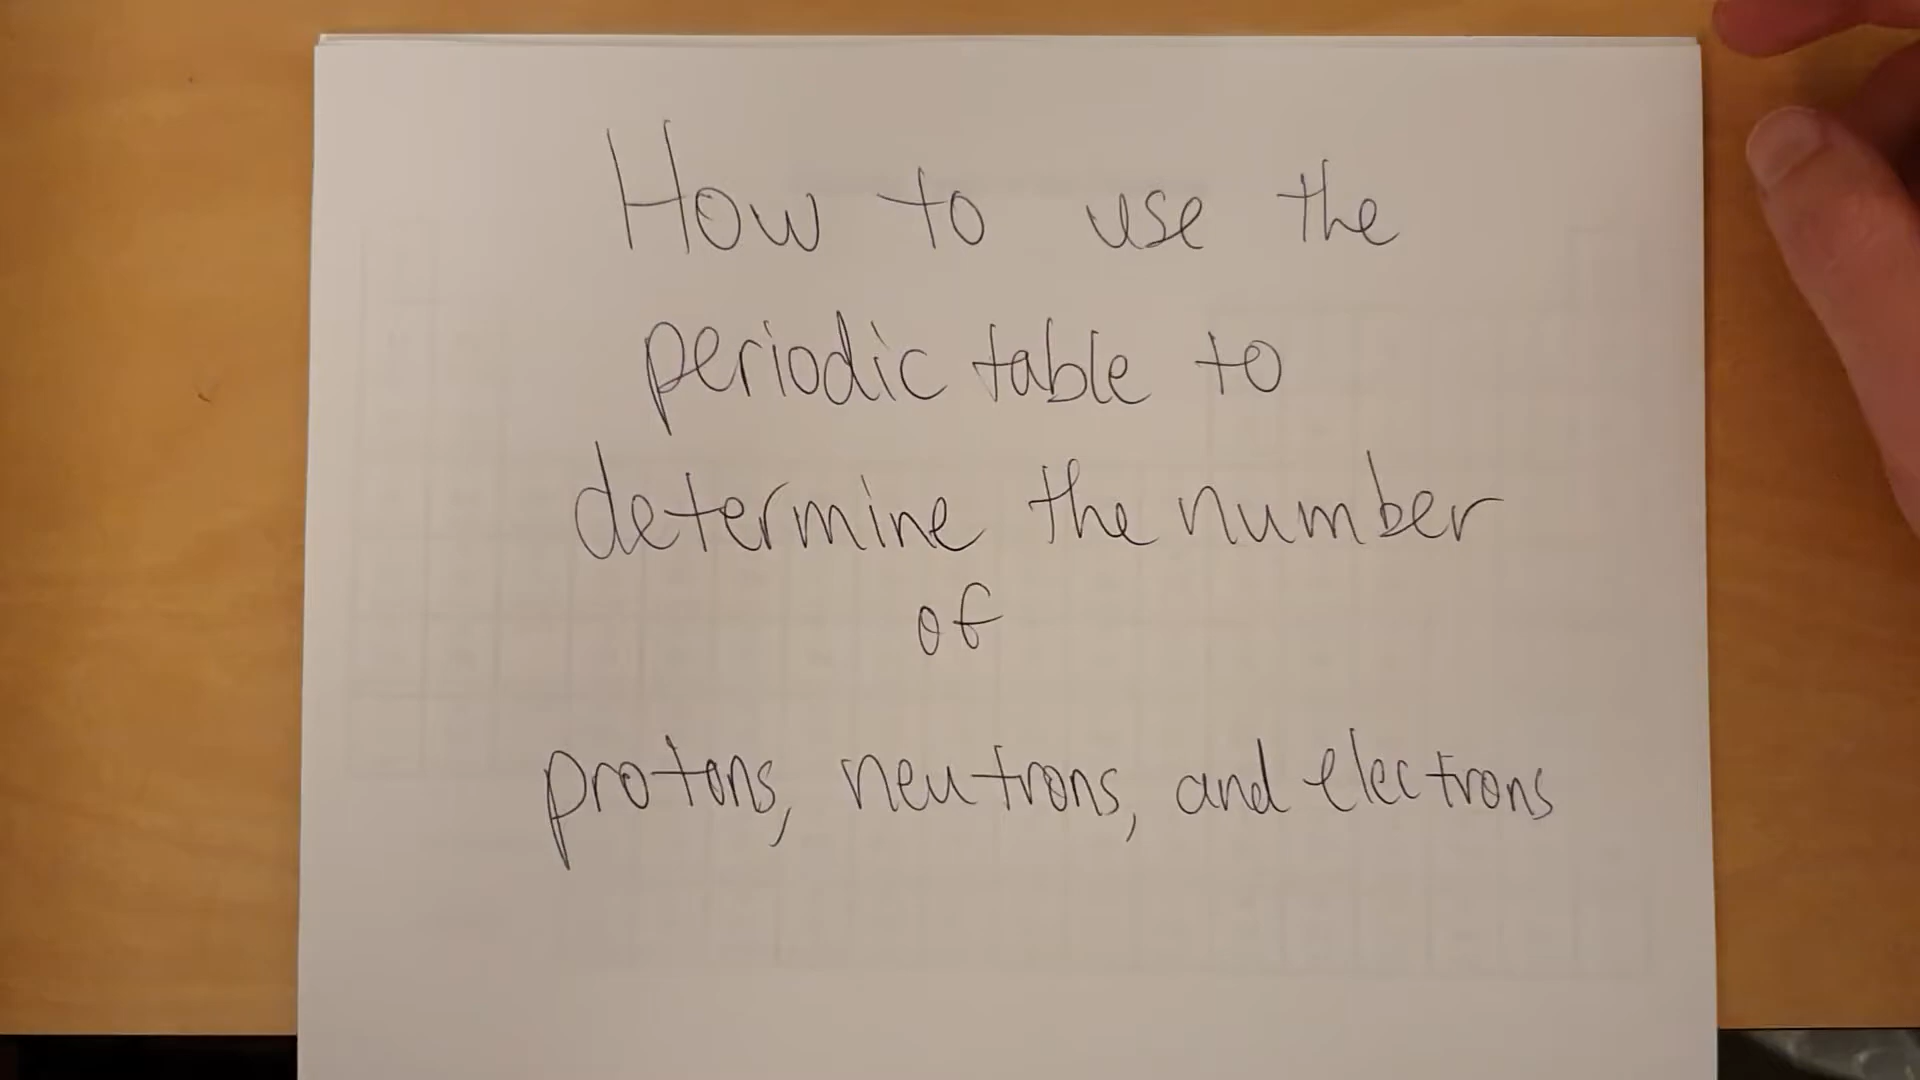 How to use the
periodic table to
determine the number
of
protons, neutrons, and electrons